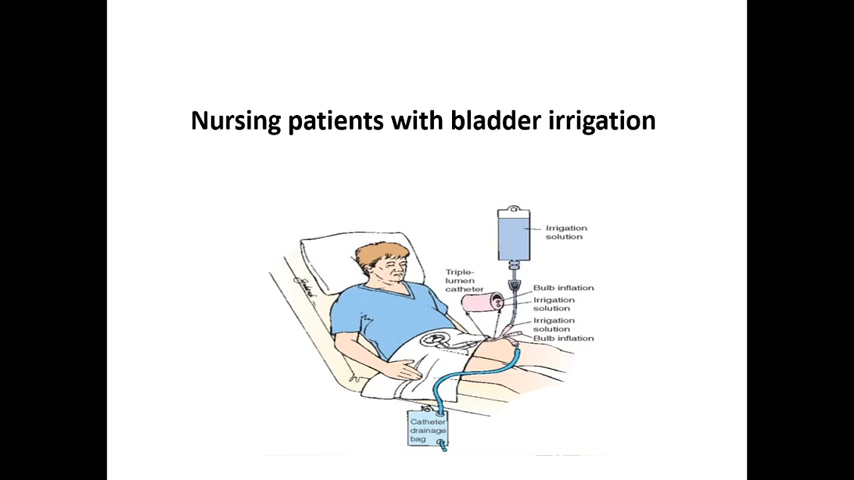 Nursing patients with bladder irrigation
Irrigation
solution
Triple-
lumen
catheter
Bulb inflation
Irrigation
solution
Irrigation
solution
Bulb inflation
Catheter
drainage
bag